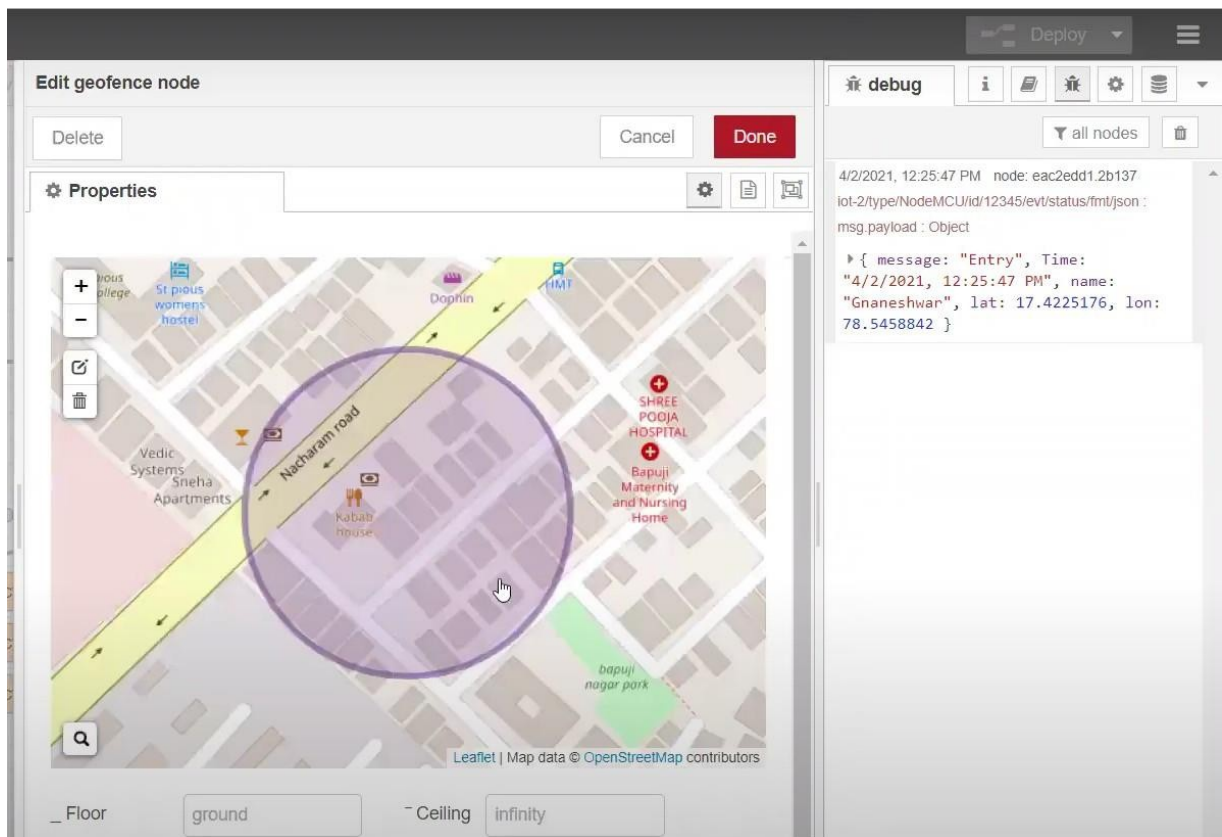 Deploy
Edit geofence node
debug
i
Delete
Cancel
Done
all nodes
Properties
4/2/2021, 12:25:47 PM node: eac2edd1.2b137
iot-2/type/NodeMCU/id/12345/evt/status/fmt/json :
msg.payload : Object
{ message: "Entry", Time:
"4/2/2021, 12:25:47 PM", name:
"Gnaneshwar", lat: 17.4225176, lon:
78.5458842 }
+
−
St pious
womens
hostel
Dophin
HMT
SHREE
POOJA
HOSPITAL
Nacharam road
Vedic
Systems
Sneha
Apartments
Kabab
house
Bapuji
Maternity
and Nursing
Home
bapuji
nagar park
Leaflet | Map data © OpenStreetMap contributors
_ Floor
ground
‾ Ceiling
infinity